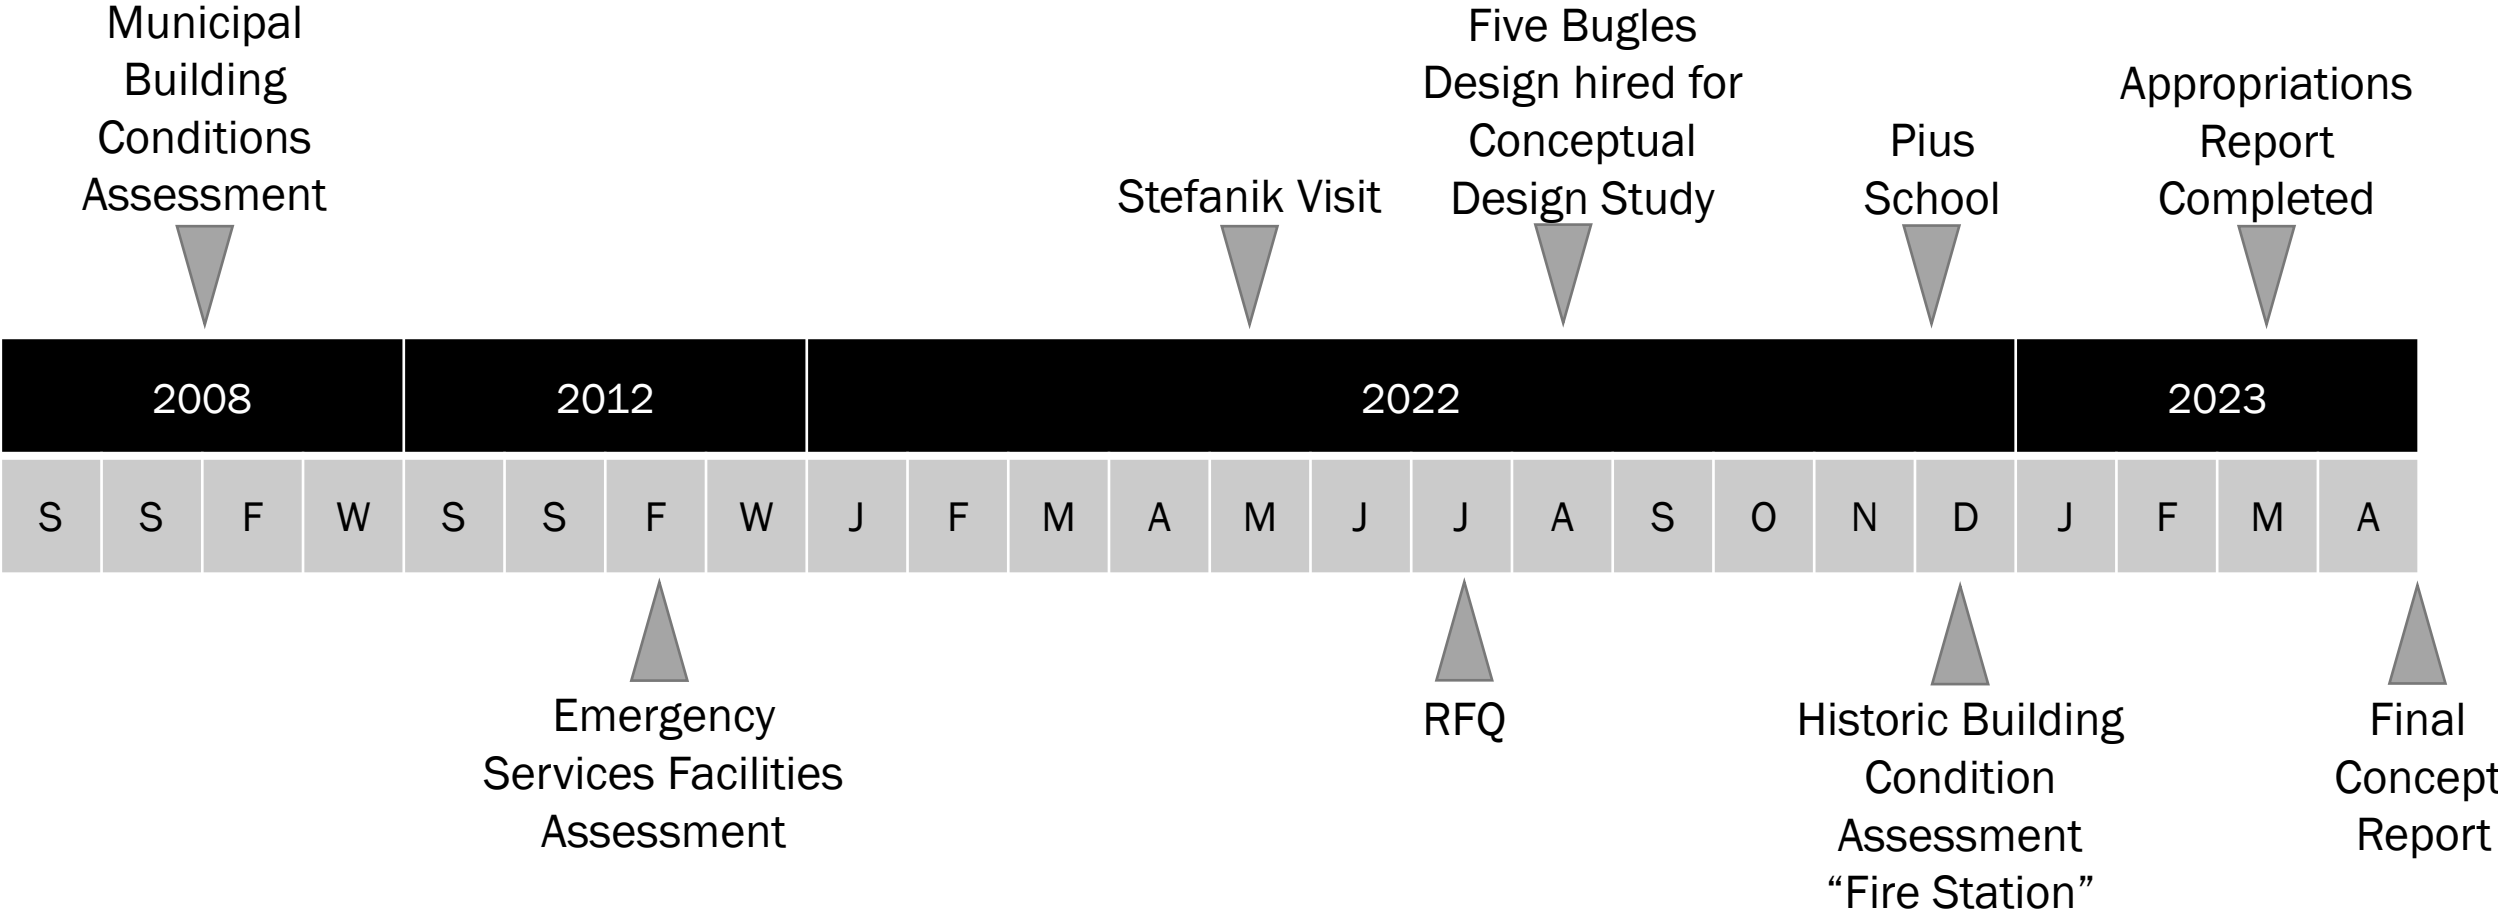 Municipal
Building
Conditions
Assessment
Stefanik Visit
Five Bugles
Design hired for
Conceptual
Design Study
Pius
School
Appropriations
Report
Completed
2008 2012 2022 2023
S S F W S S F W J F M A M J J A S O N D J F M A
Emergency
Services Facilities
Assessment
RFQ
Historic Building
Condition
Assessment
“Fire Station”
Final
Concept
Report